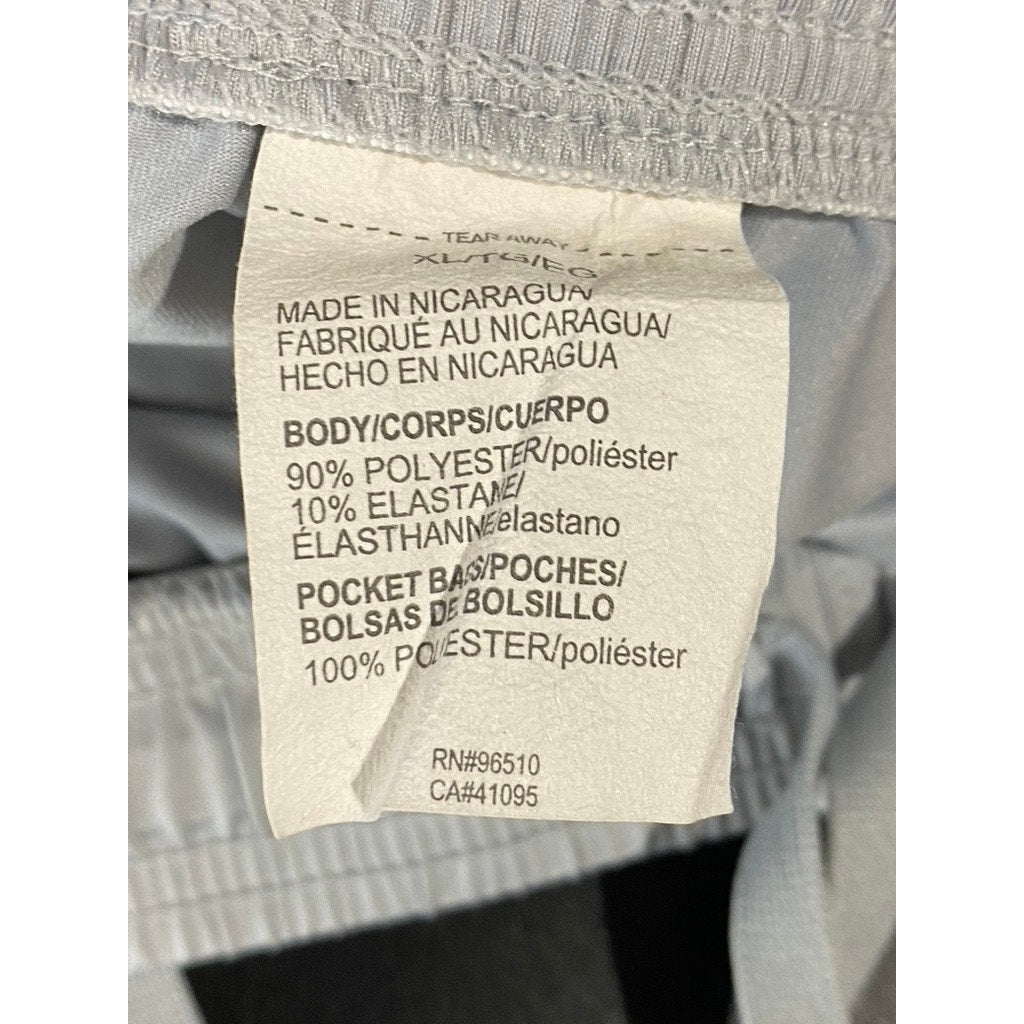 TEAR AWAY
XL/TG/EG
MADE IN NICARAGUA/
FABRIQUÉ AU NICARAGUA/
HECHO EN NICARAGUA
BODY/CORPS/CUERPO
90% POLYESTER/poliéster
10% ELASTANE/
ÉLASTHANNE/elastano
POCKET BAGS/POCHES/
BOLSAS DE BOLSILLO
100% POLYESTER/poliéster
RN#96510
CA#41095